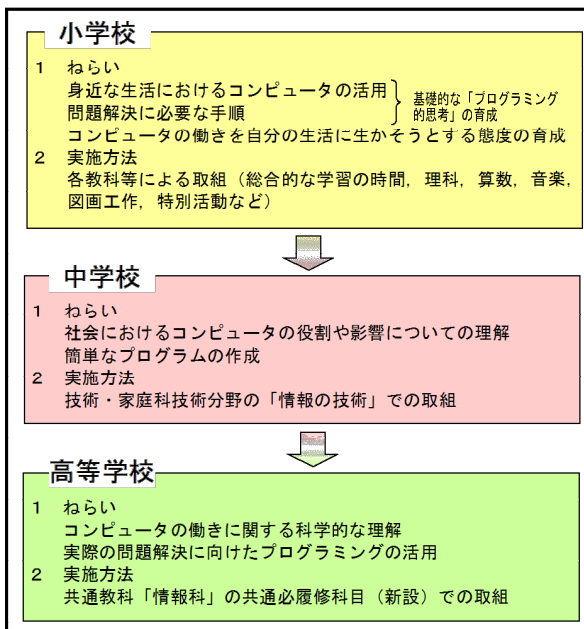 小学校
1 ねらい
身近な生活におけるコンピュータの活用
問題解決に必要な手順
基礎的な「プログラミング
的思考」の育成
コンピュータの働きを自分の生活に生かそうとする態度の育成
2 実施方法
各教科等による取組（総合的な学習の時間，理科，算数，音楽，
図画工作，特別活動など）
中学校
1 ねらい
社会におけるコンピュータの役割や影響についての理解
簡単なプログラムの作成
2 実施方法
技術・家庭科技術分野の「情報の技術」での取組
高等学校
1 ねらい
コンピュータの働きに関する科学的な理解
実際の問題解決に向けたプログラミングの活用
2 実施方法
共通教科「情報科」の共通必履修科目（新設）での取組